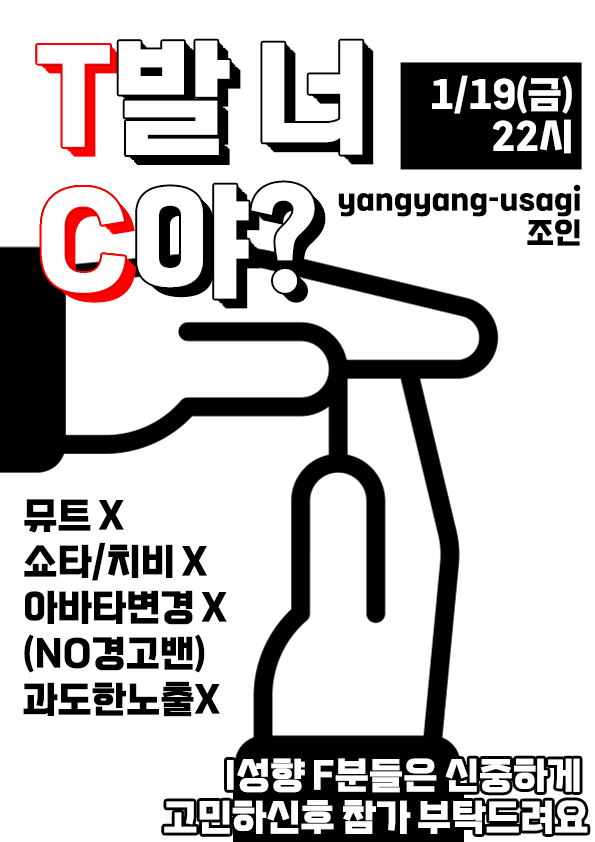 T발 너
C야?
1/19(금)
22시
yangyang-usagi
조인
뮤트 X
쇼타/치비 X
아바타변경 X
(NO경고밴)
과도한노출X
I성향 F분들은 신중하게
고민하신후 참가 부탁드려요